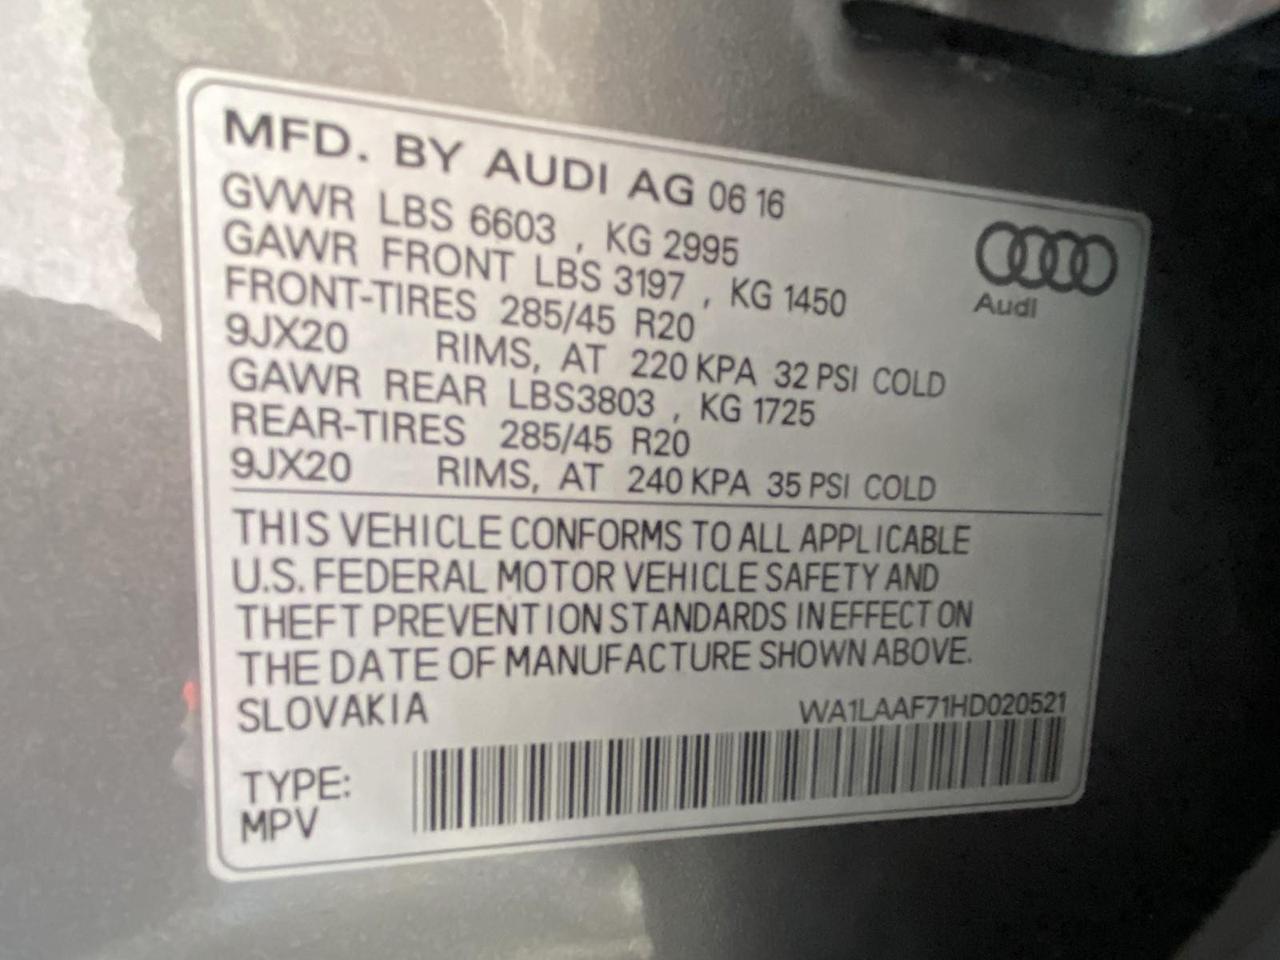 MFD. BY AUDI AG 06 16
GVWR LBS 6603 , KG 2995
GAWR FRONT LBS 3197 , KG 1450
FRONT-TIRES 285/45 R20
9JX20 RIMS, AT 220 KPA 32 PSI COLD
GAWR REAR LBS3803 , KG 1725
REAR-TIRES 285/45 R20
9JX20 RIMS, AT 240 KPA 35 PSI COLD
Audi
THIS VEHICLE CONFORMS TO ALL APPLICABLE
U.S. FEDERAL MOTOR VEHICLE SAFETY AND
THEFT PREVENTION STANDARDS IN EFFECT ON
THE DATE OF MANUFACTURE SHOWN ABOVE.
SLOVAKIA WA1LAAF71HD020521
TYPE:
MPV